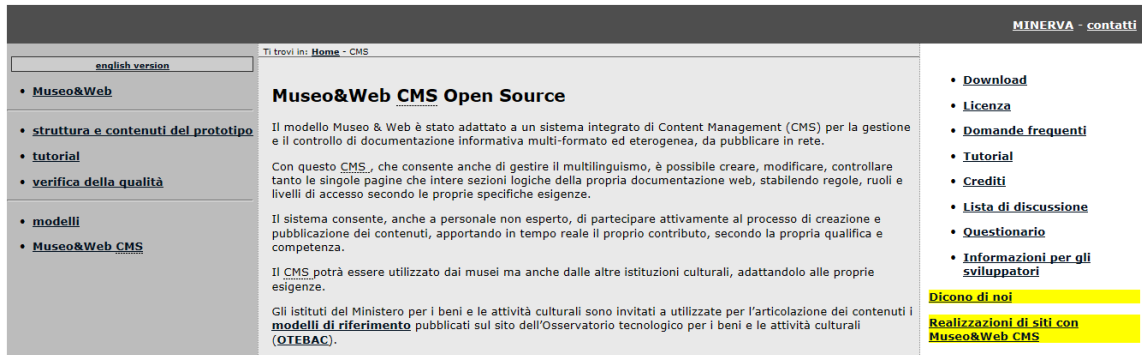 MINERVA - contatti
Ti trovi in: Home - CMS
english version
• Museo&Web
• struttura e contenuti del prototipo
• tutorial
• verifica della qualità
• modelli
• Museo&Web CMS
Museo&Web CMS Open Source
Il modello Museo & Web è stato adattato a un sistema integrato di Content Management (CMS) per la gestione
e il controllo di documentazione informativa multi-formato ed eterogenea, da pubblicare in rete.
Con questo CMS , che consente anche di gestire il multilinguismo, è possibile creare, modificare, controllare
tanto le singole pagine che intere sezioni logiche della propria documentazione web, stabilendo regole, ruoli e
livelli di accesso secondo le proprie specifiche esigenze.
Il sistema consente, anche a personale non esperto, di partecipare attivamente al processo di creazione e
pubblicazione dei contenuti, apportando in tempo reale il proprio contributo, secondo la propria qualifica e
competenza.
Il CMS potrà essere utilizzato dai musei ma anche dalle altre istituzioni culturali, adattandolo alle proprie
esigenze.
Gli istituti del Ministero per i beni e le attività culturali sono invitati a utilizzate per l'articolazione dei contenuti i
modelli di riferimento pubblicati sul sito dell'Osservatorio tecnologico per i beni e le attività culturali
(OTEBAC).
• Download
• Licenza
• Domande frequenti
• Tutorial
• Crediti
• Lista di discussione
• Questionario
• Informazioni per gli
sviluppatori
Dicono di noi
Realizzazioni di siti con
Museo&Web CMS